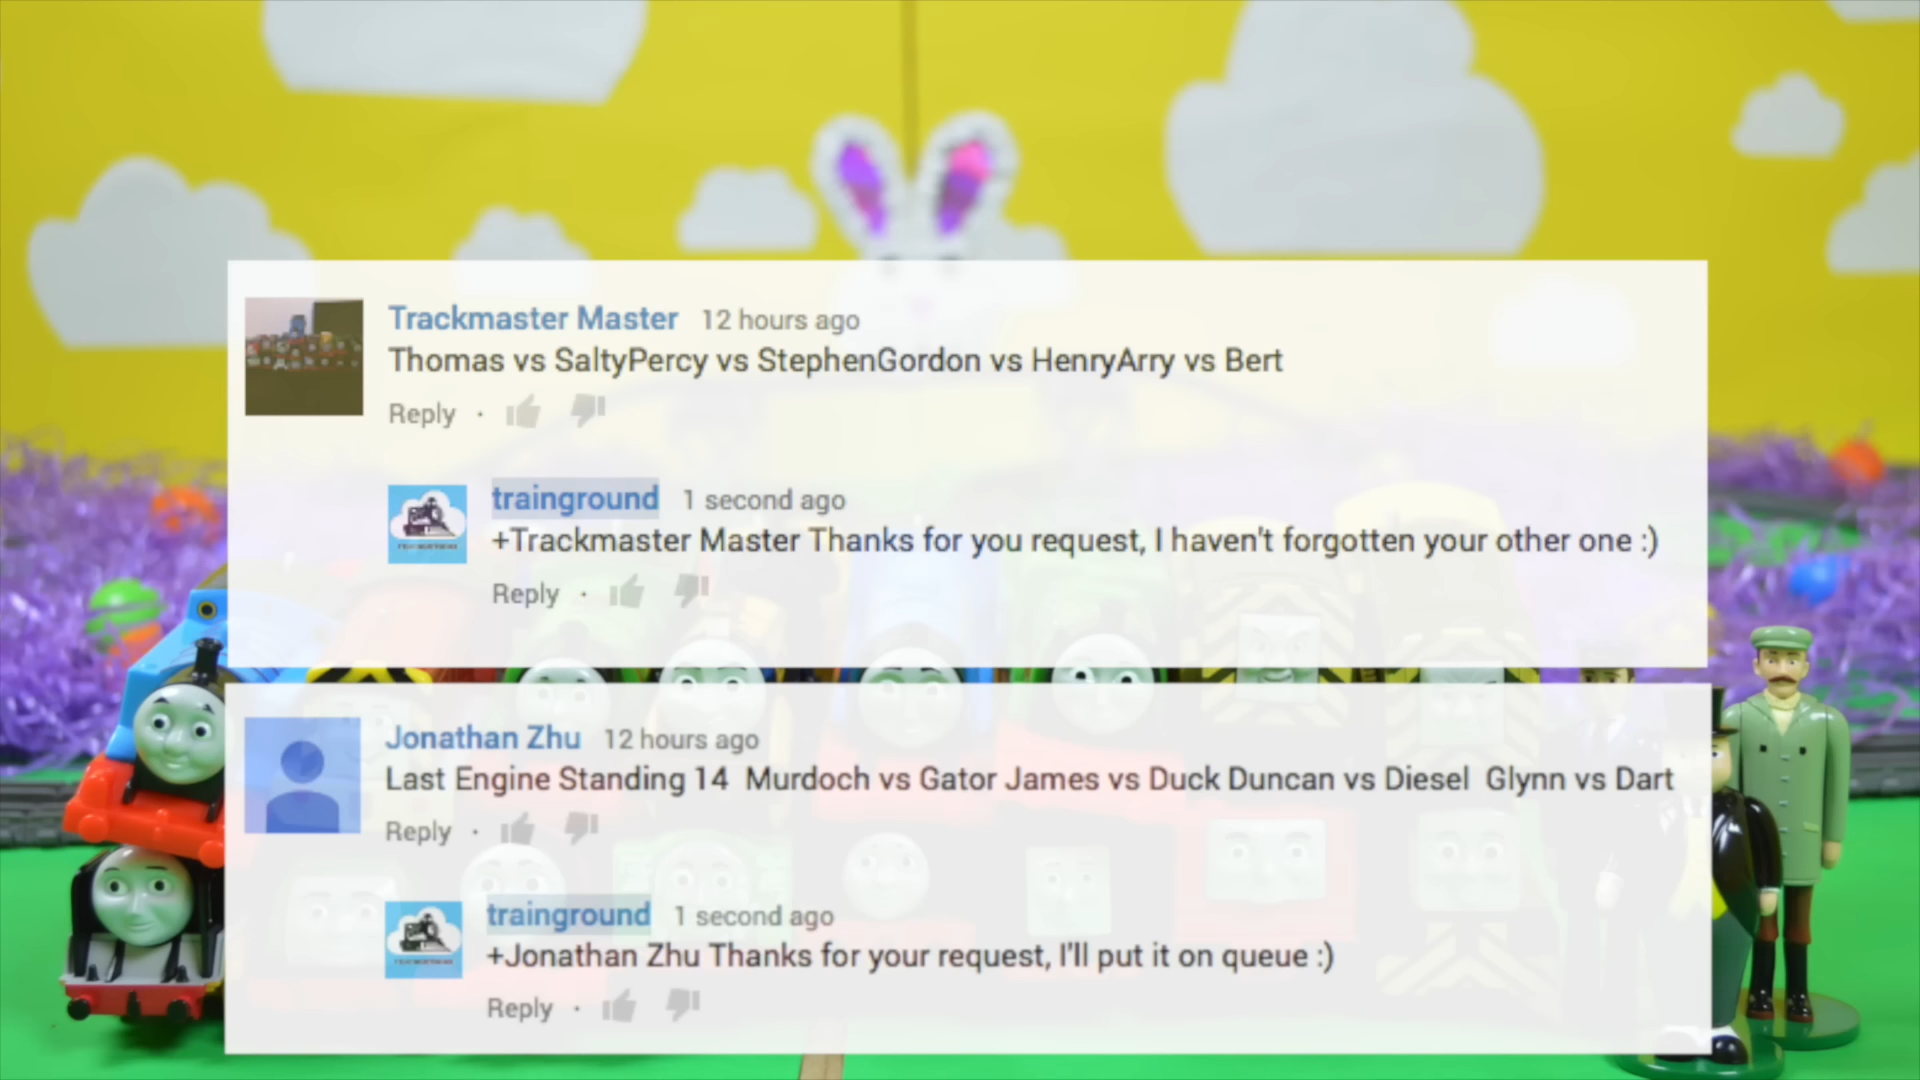 Trackmaster Master 12 hours ago
Thomas vs SaltyPercy vs StephenGordon vs HenryArry vs Bert
Reply ·
trainground 1 second ago
+Trackmaster Master Thanks for you request, I haven't forgotten your other one :)
Reply ·
Jonathan Zhu 12 hours ago
Last Engine Standing 14 Murdoch vs Gator James vs Duck Duncan vs Diesel Glynn vs Dart
Reply ·
trainground 1 second ago
+Jonathan Zhu Thanks for your request, I'll put it on queue :)
Reply ·